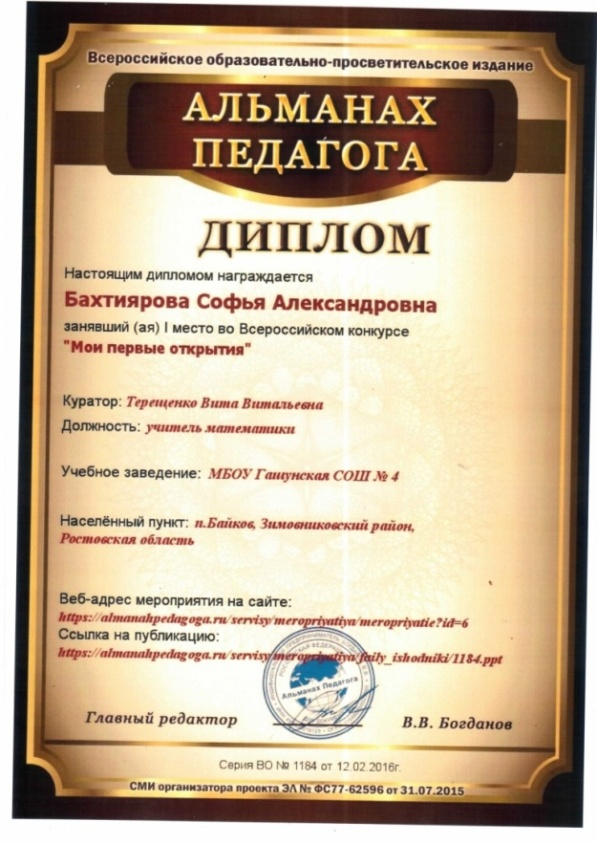 Всероссийское образовательно-просветительское издание
АЛЬМАНАХ
ПЕДАГОГА
ДИПЛОМ
Настоящим дипломом награждается
Бахтиярова Софья Александровна
занявший (ая) I место во Всероссийском конкурсе
"Мои первые открытия"
Куратор: Терещенко Вита Витальевна
Должность: учитель математики
Учебное заведение: МБОУ Гашунская СОШ № 4
Населённый пункт: п.Байков, Зимовниковский район,
Ростовская область
Веб-адрес мероприятия на сайте:
https://almanahpedagoga.ru/servisy/meropriyatiya/meropriyatie?id=6
Ссылка на публикацию:
https://almanahpedagoga.ru/servisy/meropriyatiya/faily_ishodniki/1184.ppt
Альманах Педагога
Главный редактор
В.В. Богданов
Серия ВО № 1184 от 12.02.2016г.
СМИ организатора проекта ЭЛ № ФС77-62596 от 31.07.2015